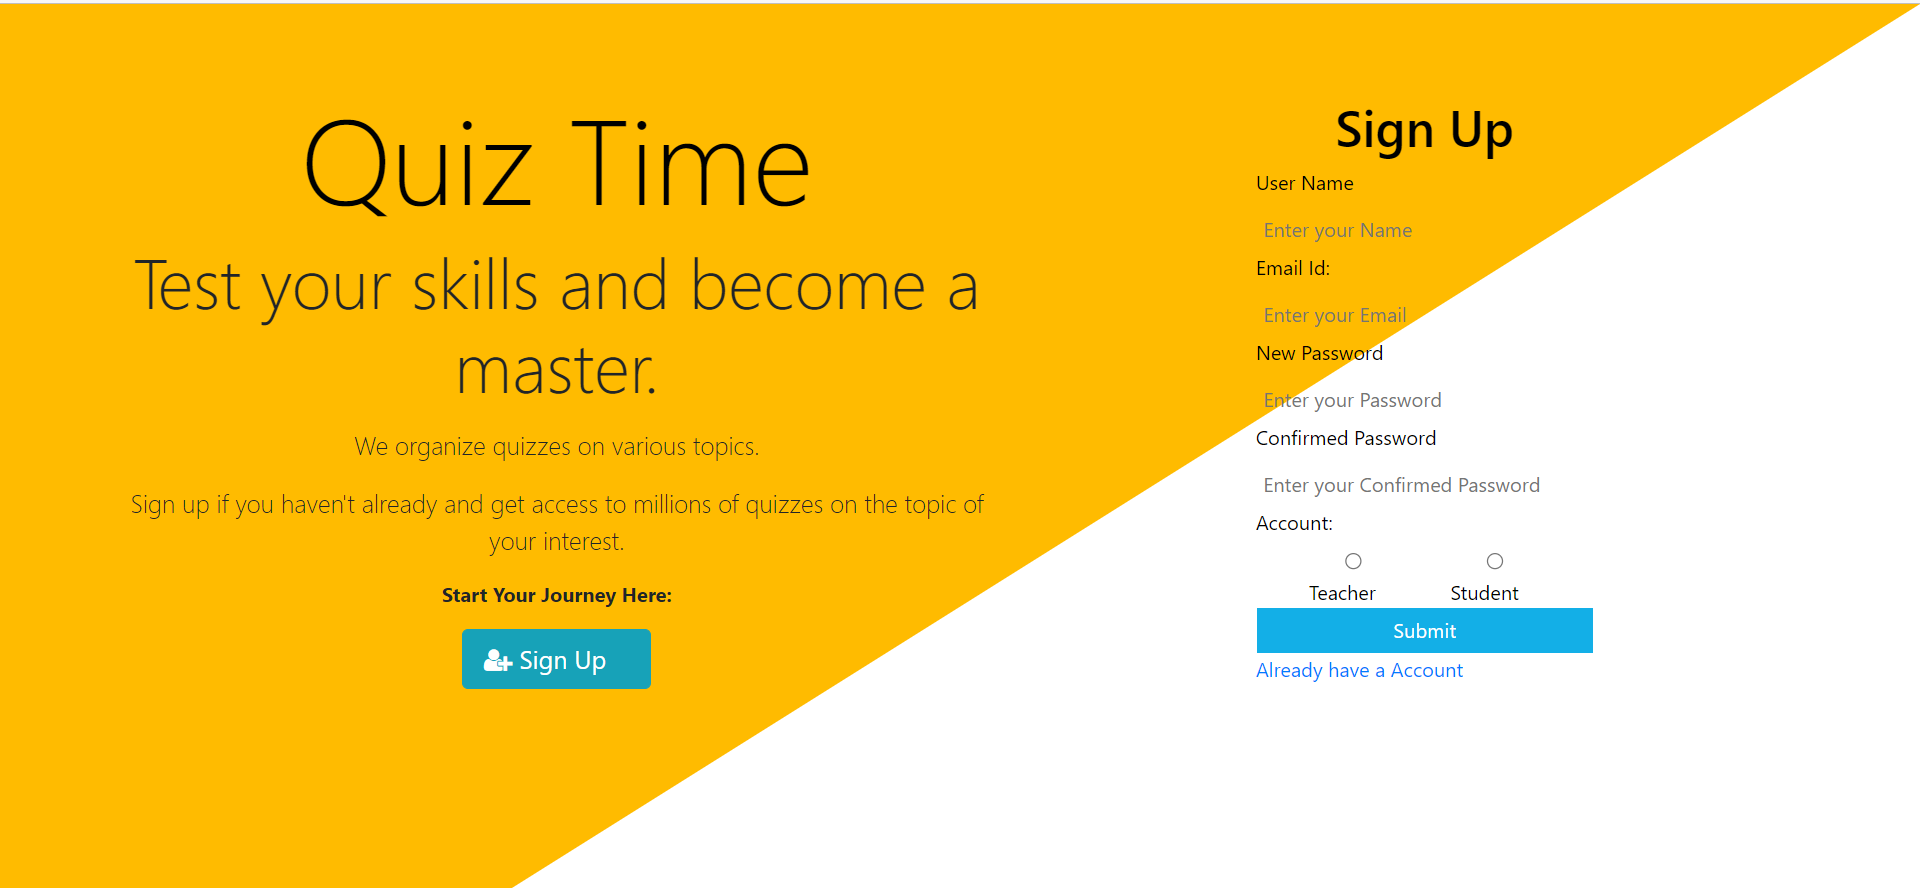 Quiz Time
Test your skills and become a
master.
We organize quizzes on various topics.
Sign up if you haven't already and get access to millions of quizzes on the topic of
your interest.
Start Your Journey Here:
Sign Up
Sign Up
User Name
Enter your Name
Email Id:
Enter your Email
New Password
Enter your Password
Confirmed Password
Enter your Confirmed Password
Account:
Teacher Student
Submit
Already have a Account